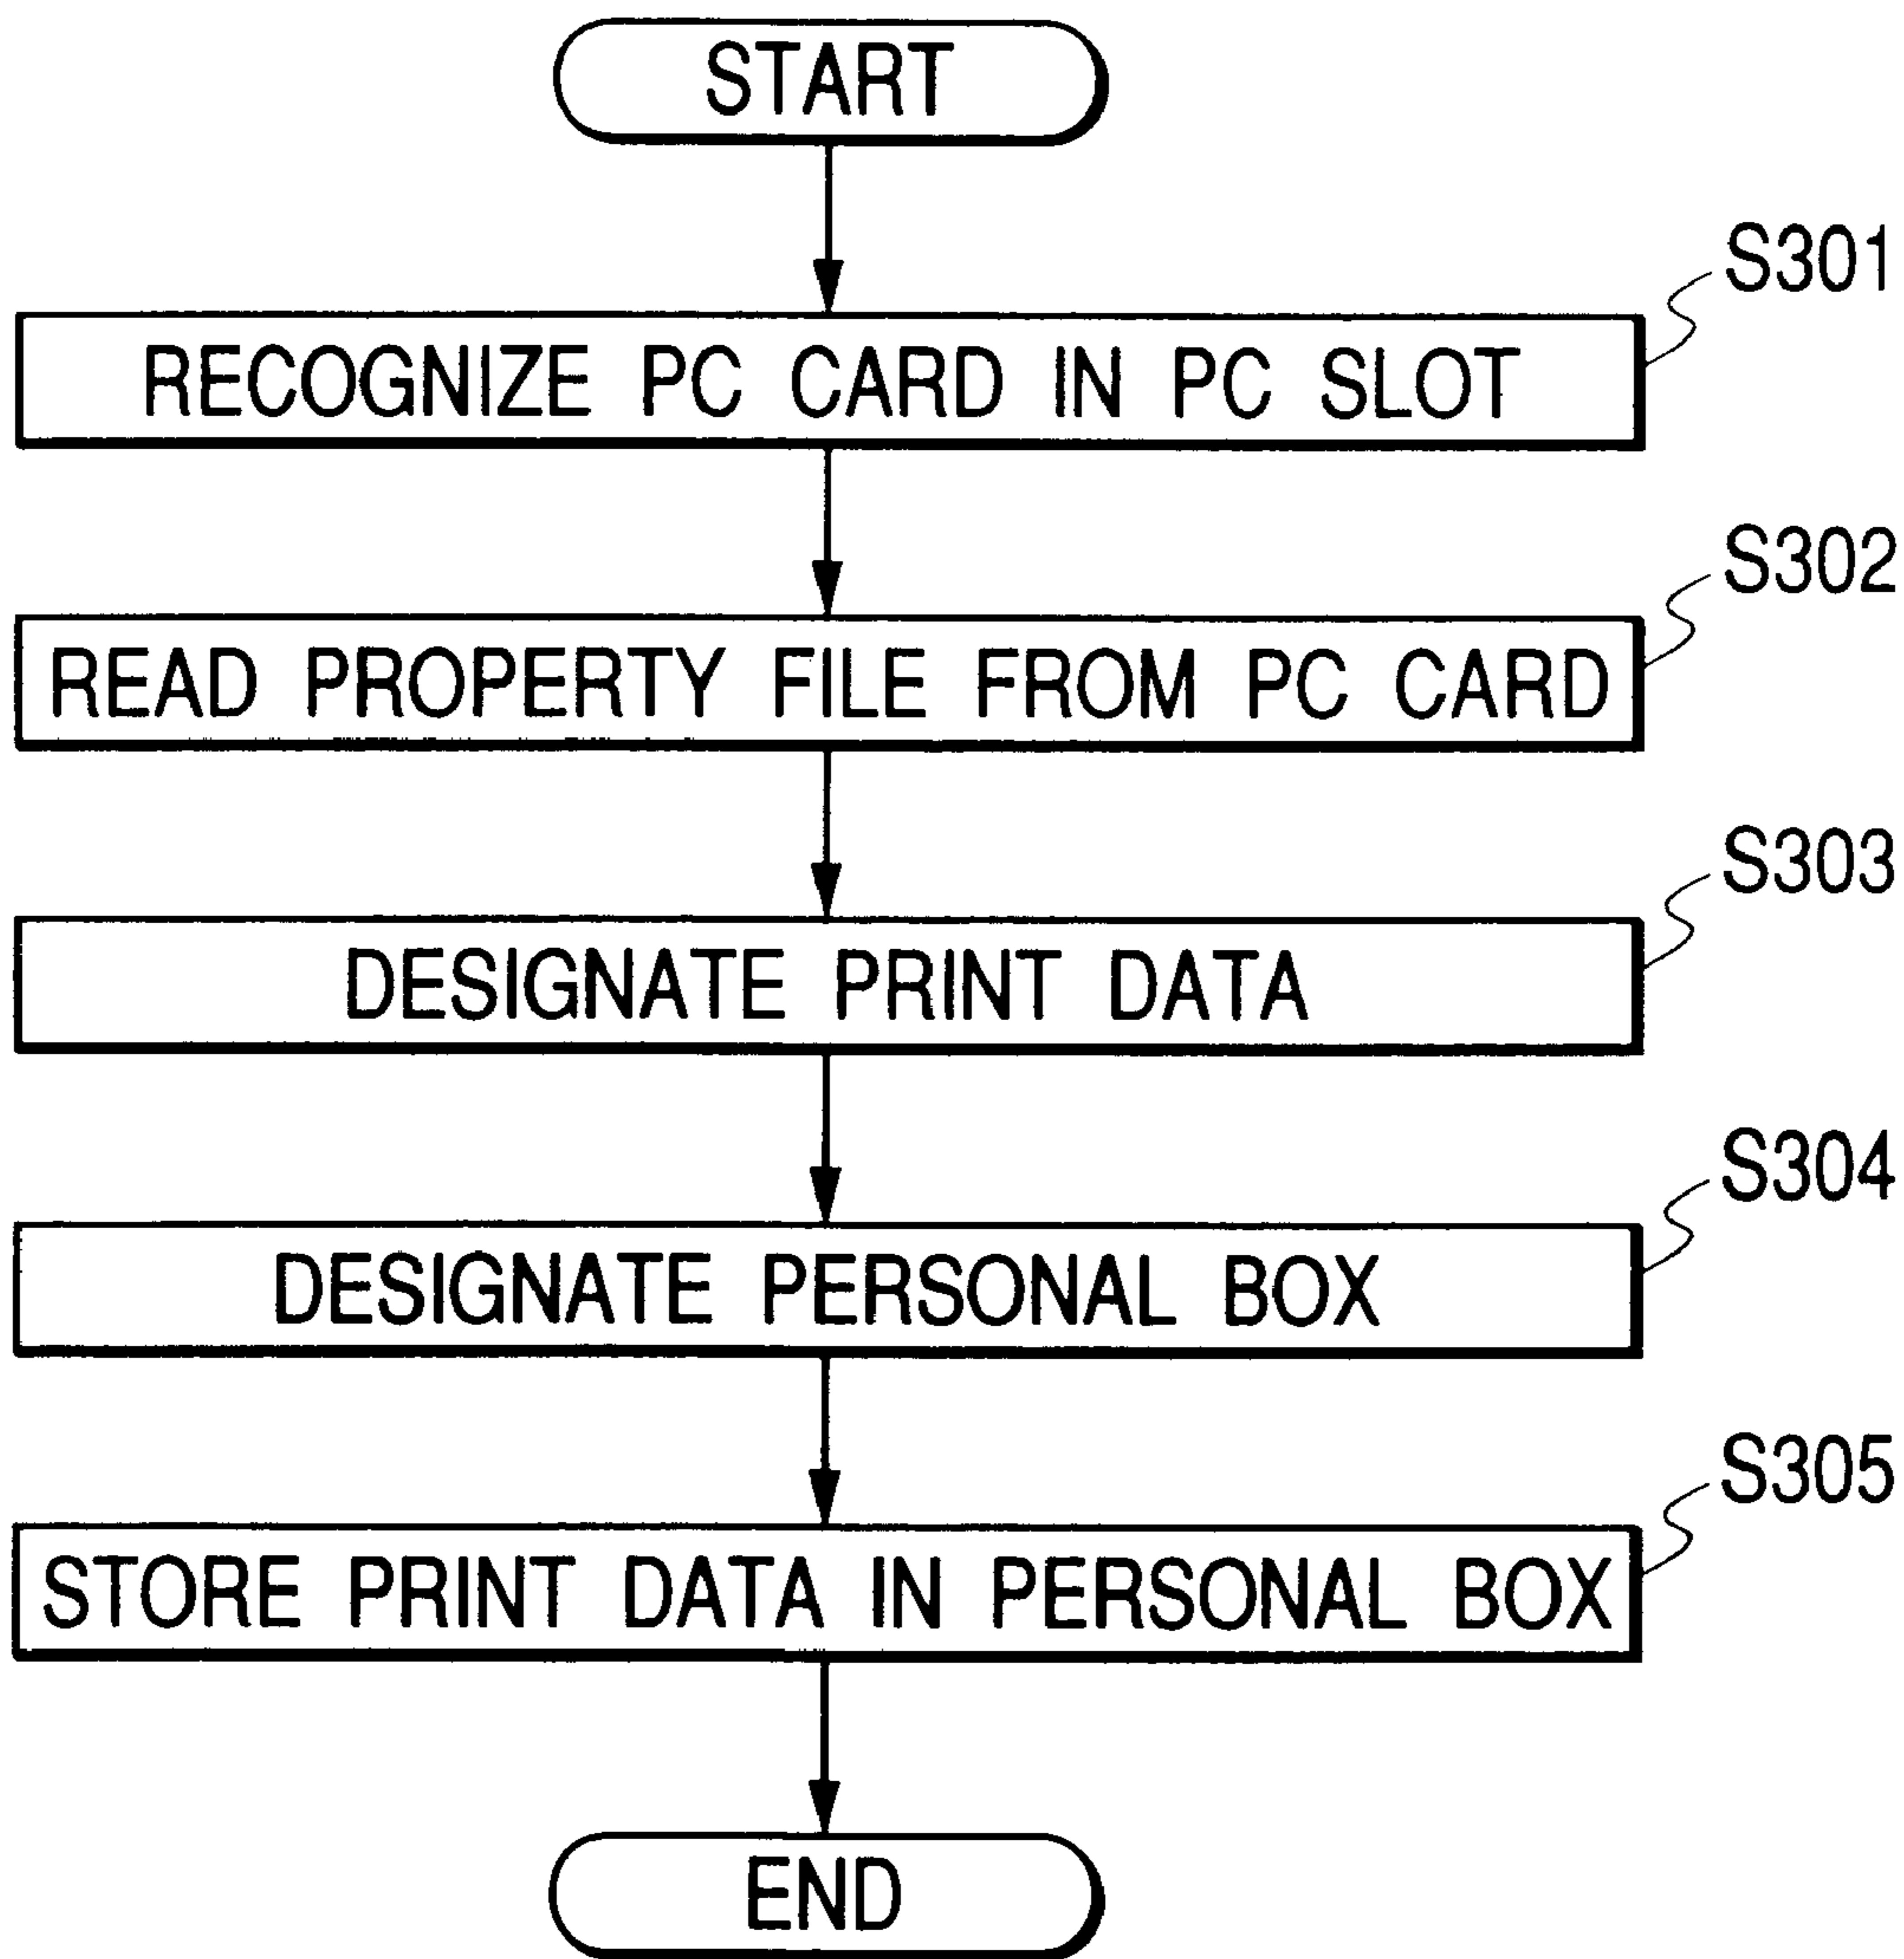 START
S301
RECOGNIZE PC CARD IN PC SLOT
S302
READ PROPERTY FILE FROM PC CARD
S303
DESIGNATE PRINT DATA
S304
DESIGNATE PERSONAL BOX
S305
STORE PRINT DATA IN PERSONAL BOX
END